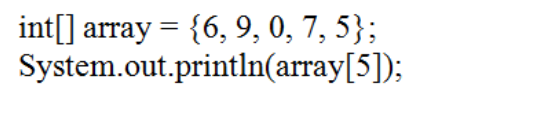 int[] array = {6, 9, 0, 7, 5};
System.out.println(array[5]);